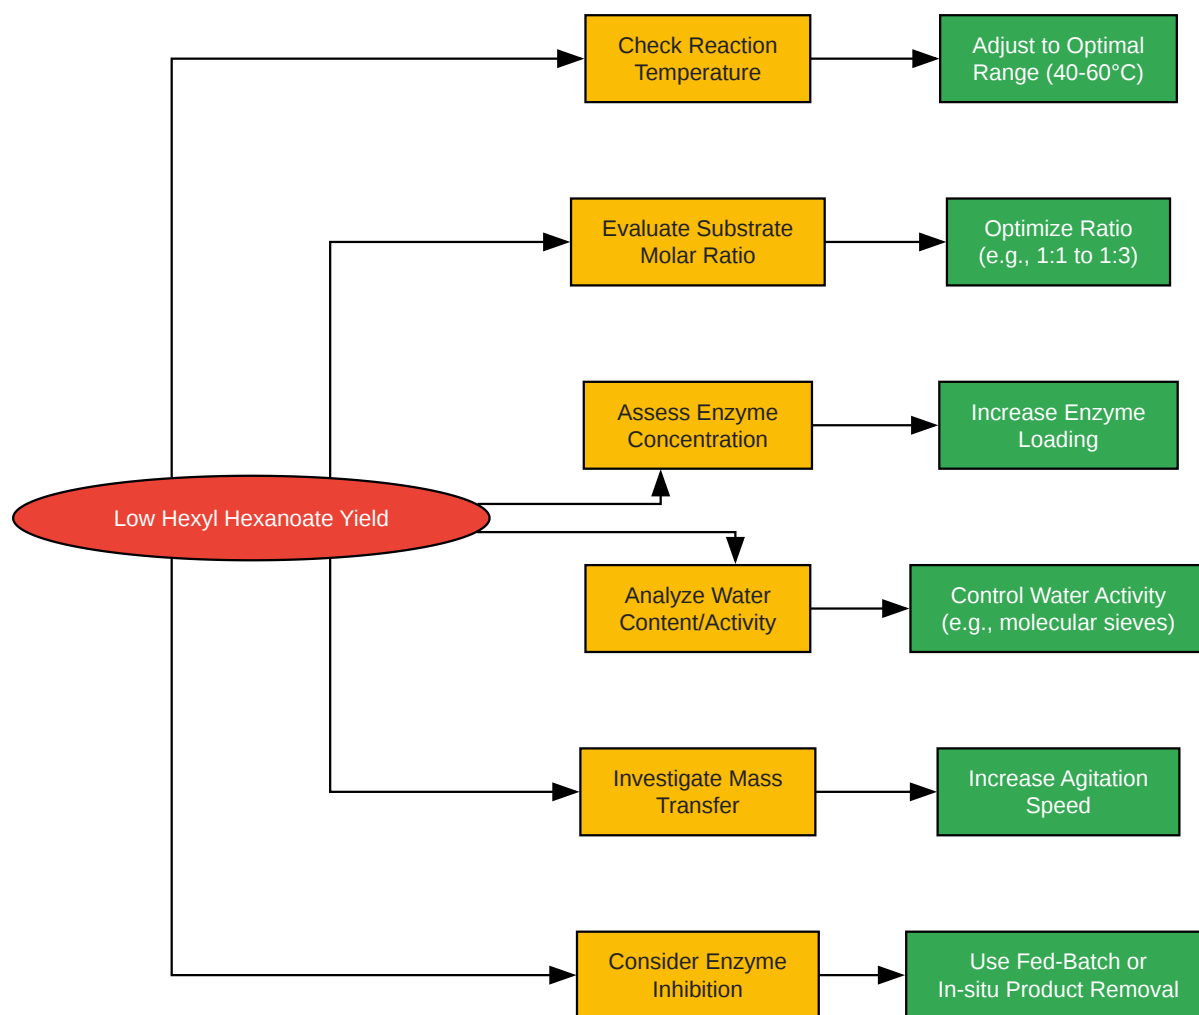 Check Reaction
Temperature
Adjust to Optimal
Range (40-60°C)
Evaluate Substrate
Molar Ratio
Optimize Ratio
(e.g., 1:1 to 1:3)
Assess Enzyme
Concentration
Increase Enzyme
Loading
Low Hexyl Hexanoate Yield
Analyze Water
Content/Activity
Control Water Activity
(e.g., molecular sieves)
Investigate Mass
Transfer
Increase Agitation
Speed
Consider Enzyme
Inhibition
Use Fed-Batch or
In-situ Product Removal